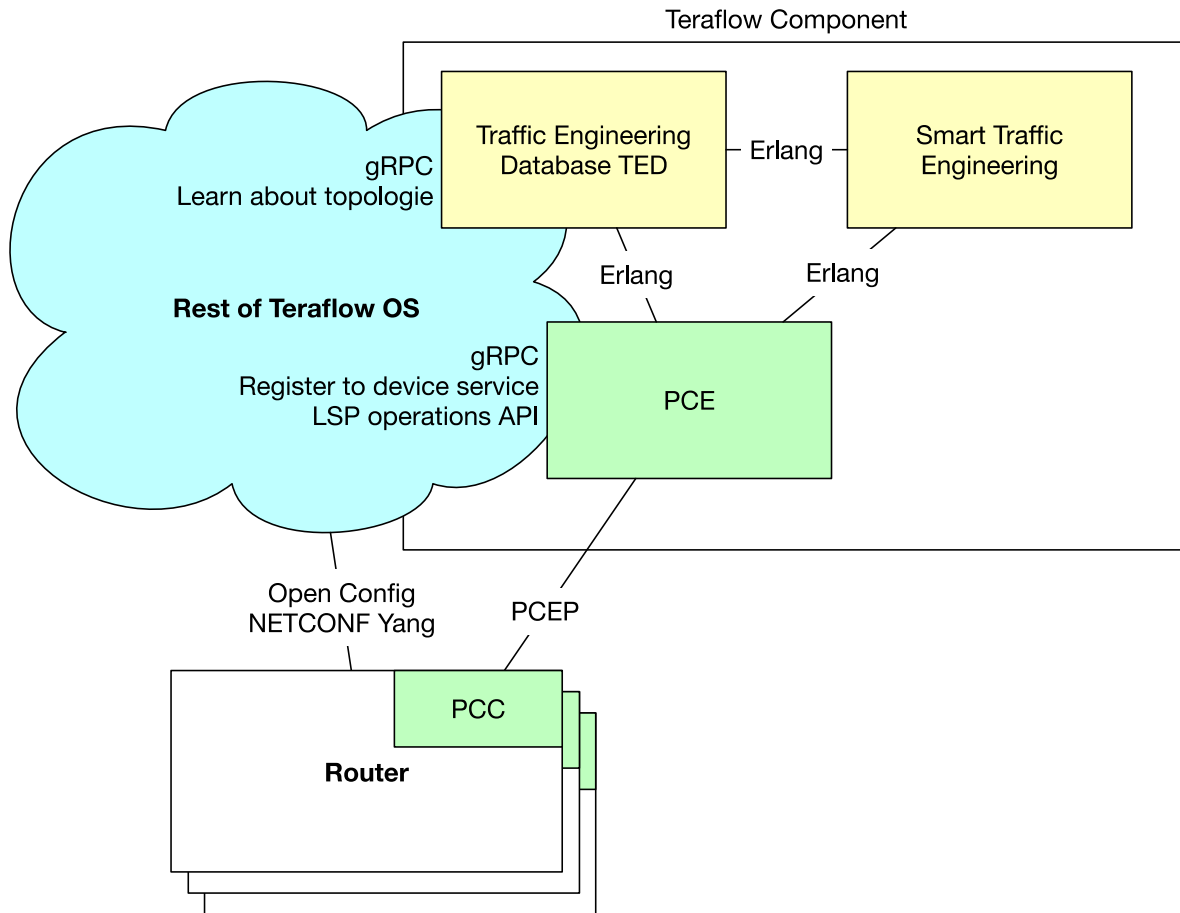 Teraflow Component
Traffic Engineering
Database TED
Erlang
Smart Traffic
Engineering
gRPC
Learn about topologie
Erlang
Erlang
Rest of Teraflow OS
gRPC
Register to device service
LSP operations API
PCE
Open Config
NETCONF Yang
PCEP
PCC
Router